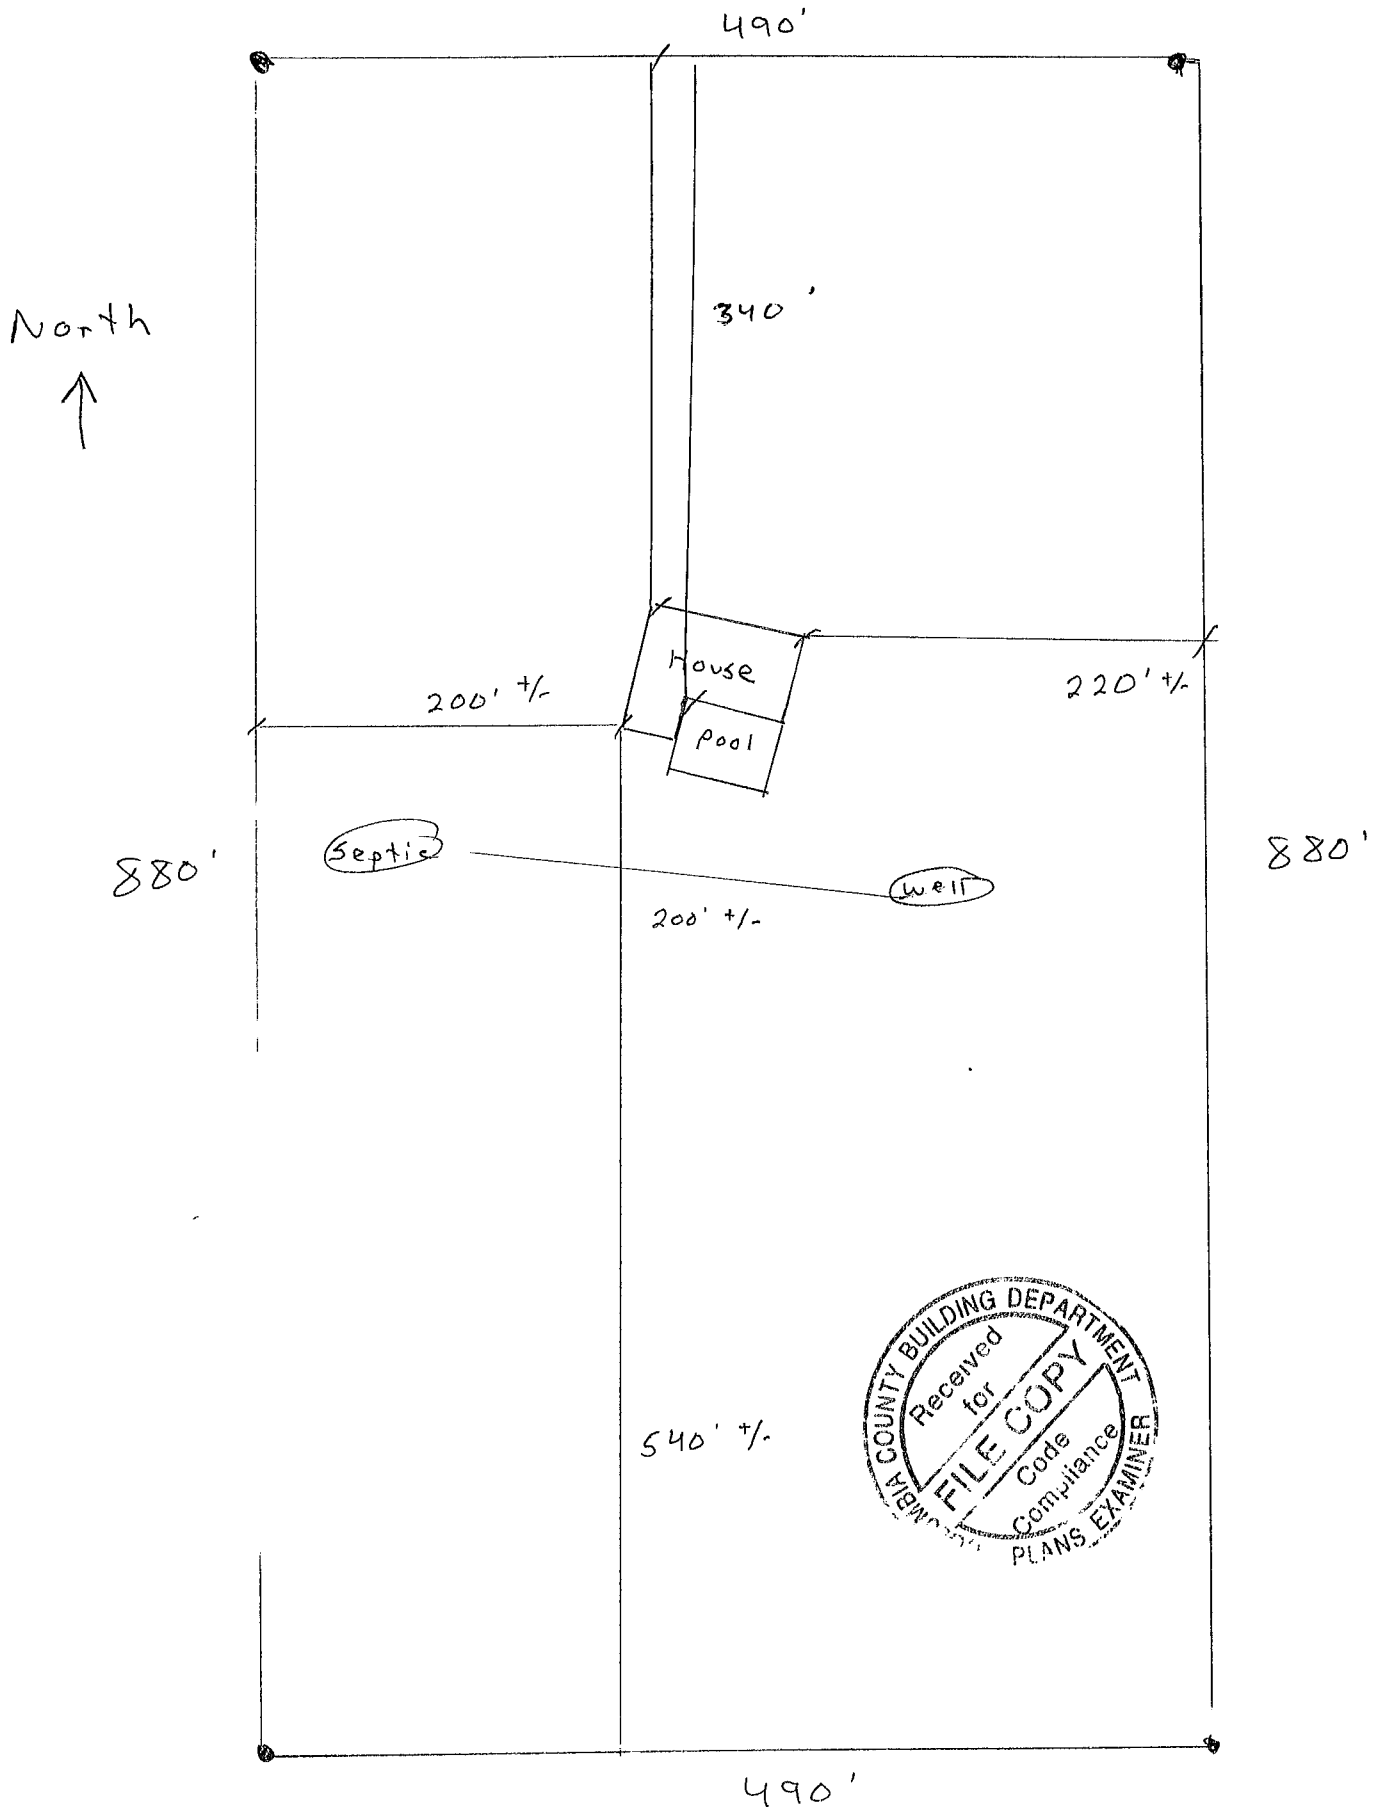 490'
North
340'
House
200' +/-
220' +/-
Pool
880'
Septic
Well
880'
200' +/-
COUNTY BUILDING DEPARTMENT
Received
for
FILE COPY
Code
Compliance
PLANS EXAMINER
540' +/-
490'